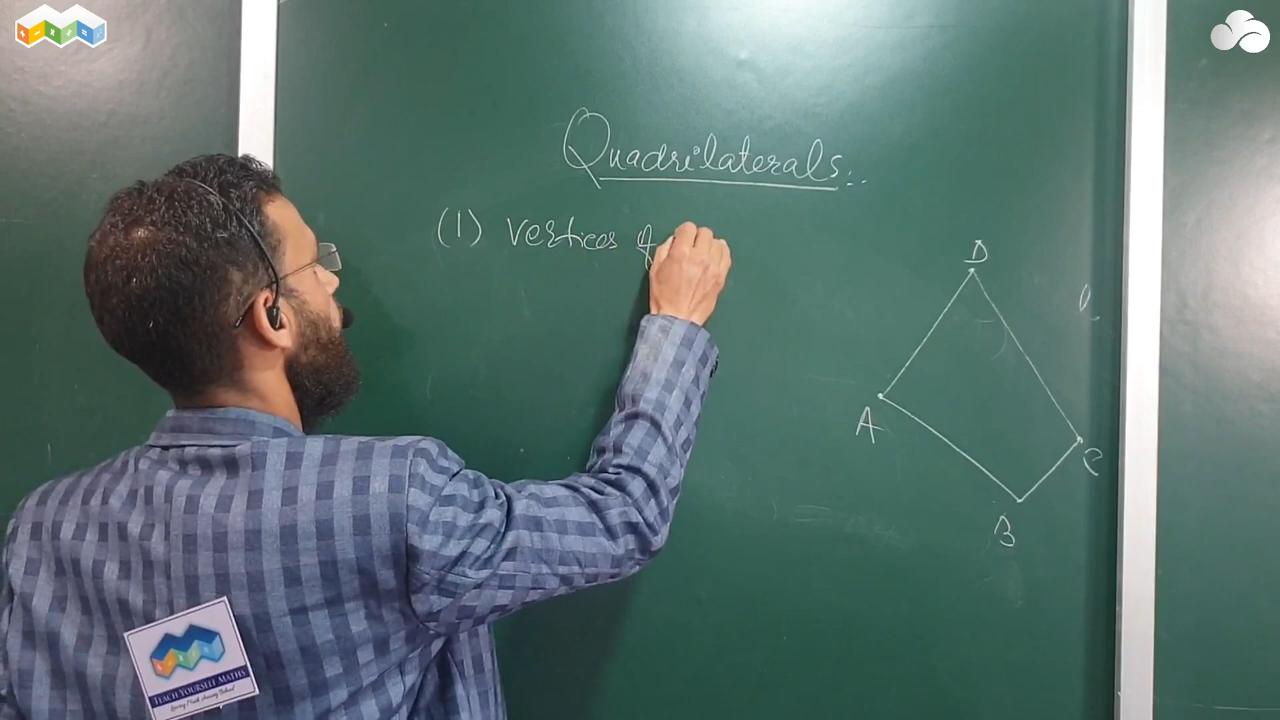 Quadrilaterals:.
(1) Vertices of
D
A
C
B
TEACH YOURSELF MATHS